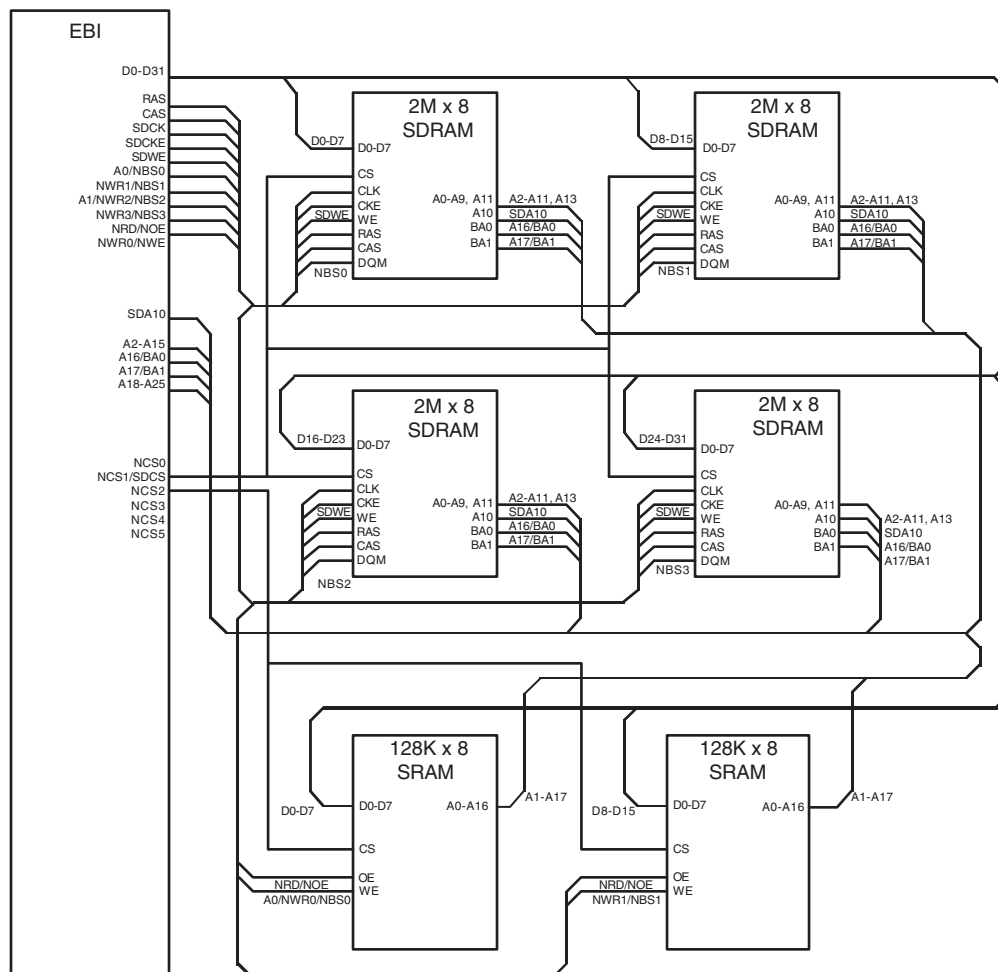 EBI
D0-D31
RAS
CAS
SDCK
SDCKE
SDWE
A0/NBS0
NWR1/NBS1
A1/NWR2/NBS2
NWR3/NBS3
NRD/NOE
NWR0/NWE
SDA10
A2-A15
A16/BA0
A17/BA1
A18-A25
NCS0
NCS1/SDCS
NCS2
NCS3
NCS4
NCS5
2M x 8
SDRAM
D0-D7
D0-D7
CS
CLK
CKE
SDWE
WE
RAS
CAS
DQM
NBS0
A0-A9, A11
A10
BA0
BA1
A2-A11, A13
SDA10
A16/BA0
A17/BA1
2M x 8
SDRAM
D8-D15
D0-D7
CS
CLK
CKE
SDWE
WE
RAS
CAS
DQM
NBS1
A0-A9, A11
A10
BA0
BA1
A2-A11, A13
SDA10
A16/BA0
A17/BA1
2M x 8
SDRAM
D16-D23
D0-D7
CS
CLK
CKE
SDWE
WE
RAS
CAS
DQM
NBS2
A0-A9, A11
A10
BA0
BA1
A2-A11, A13
SDA10
A16/BA0
A17/BA1
2M x 8
SDRAM
D24-D31
D0-D7
CS
CLK
CKE
SDWE
WE
RAS
CAS
DQM
NBS3
A0-A9, A11
A10
BA0
BA1
A2-A11, A13
SDA10
A16/BA0
A17/BA1
128K x 8
SRAM
D0-D7
D0-D7
CS
OE
NRD/NOE
WE
A0/NWR0/NBS0
A0-A16
A1-A17
128K x 8
SRAM
D8-D15
D0-D7
CS
OE
NRD/NOE
WE
NWR1/NBS1
A0-A16
A1-A17